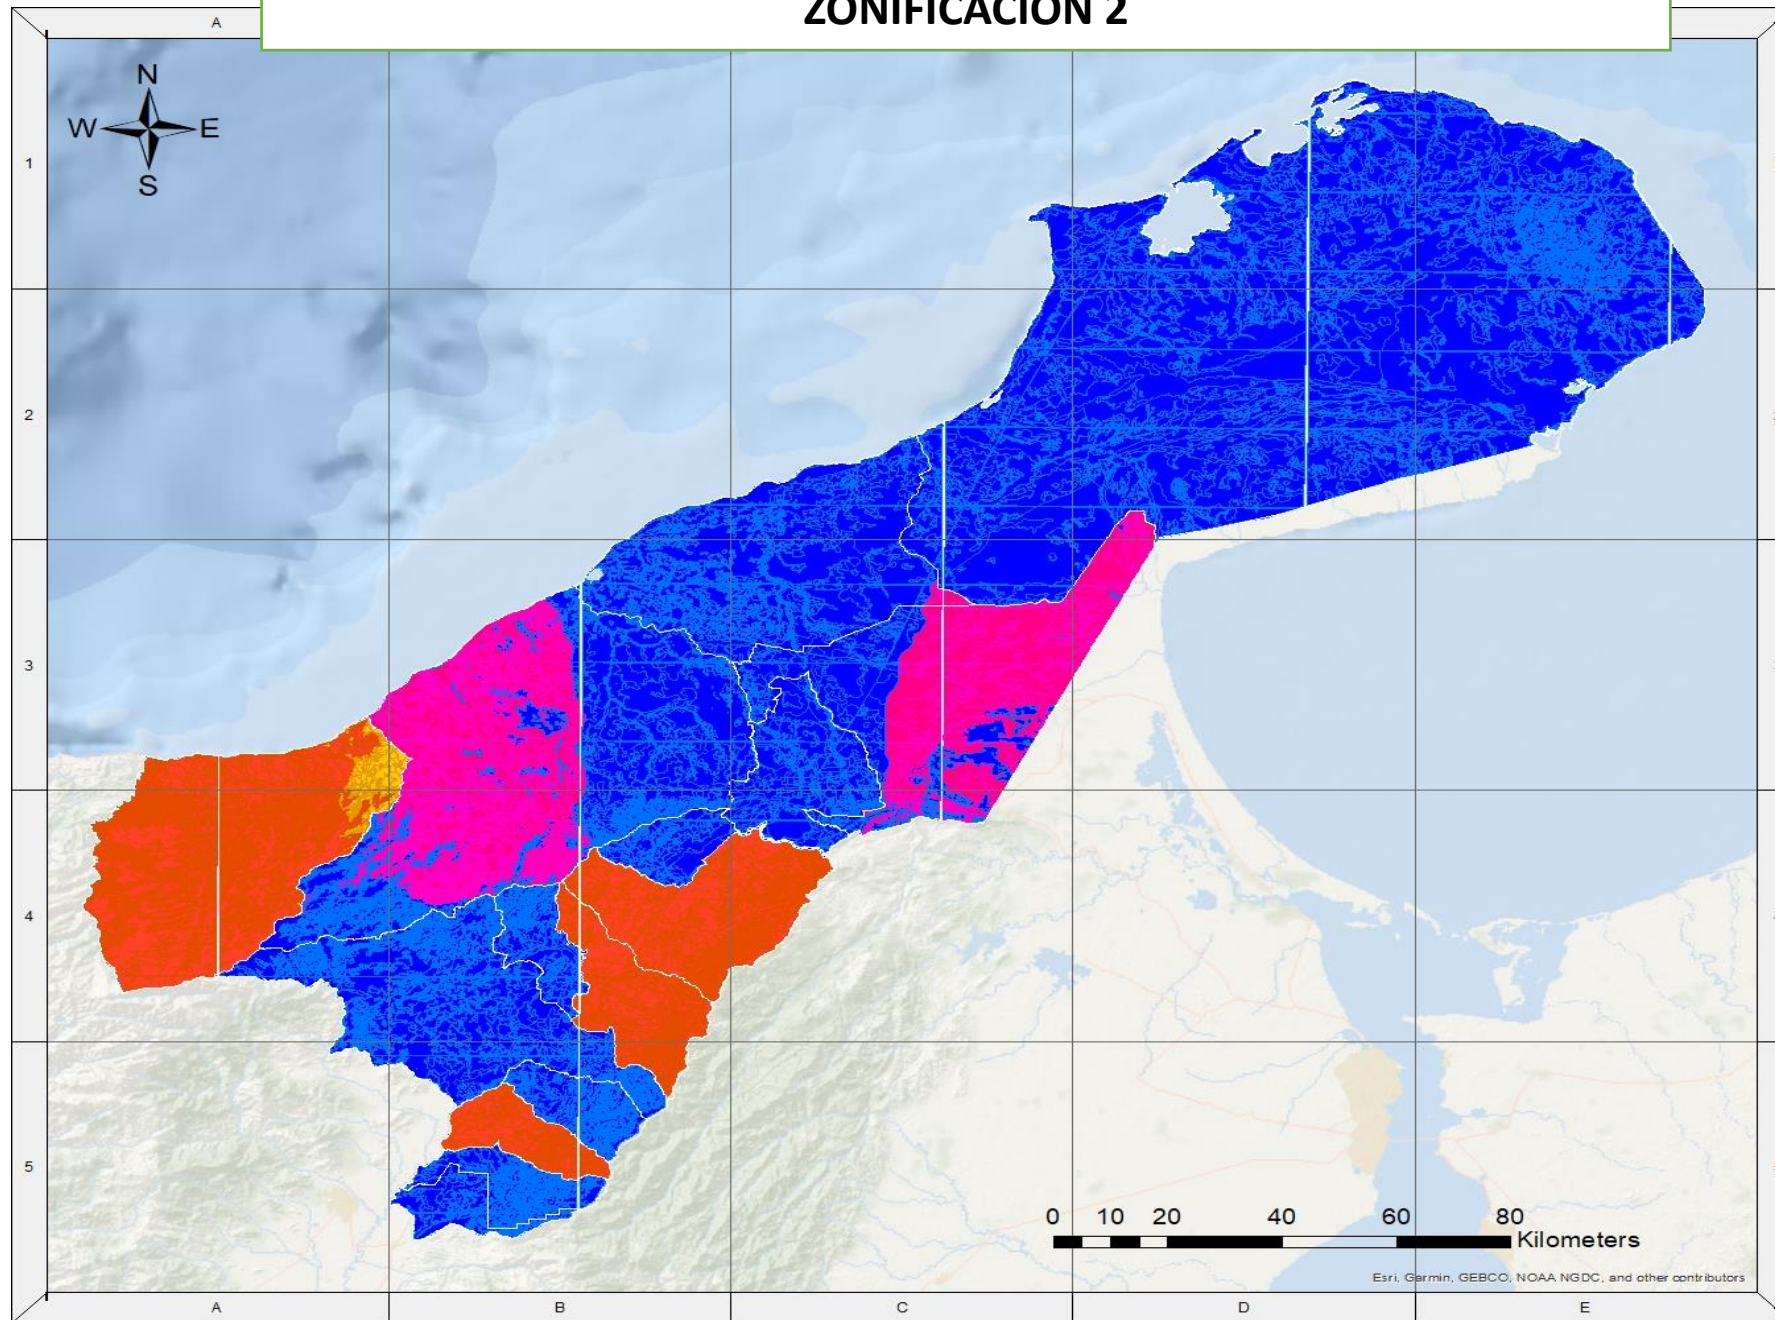 ZONIFICACIÓN 2
A
N
W E
S
1
2
3
4
5
0 10 20 40 60 80
Kilometers
Esri, Garmin, GEBCO, NOAA NGDC, and other contributors
A B C D E